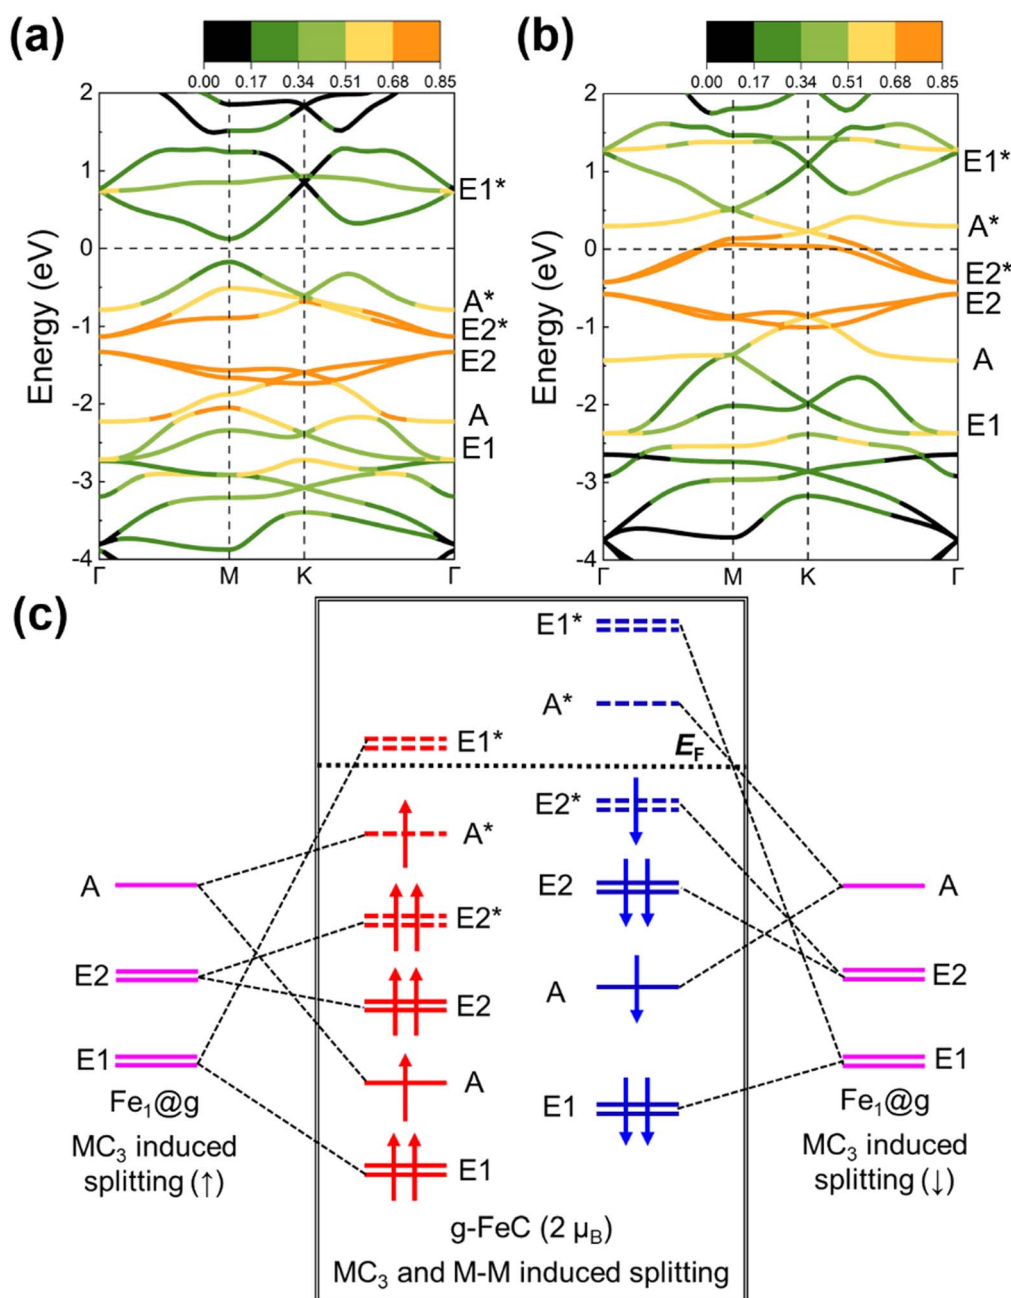 (a)
0.00 0.17 0.34 0.51 0.68 0.85
Energy (eV)
2
1
0
-1
-2
-3
-4
Γ M K Γ
E1*
A*
E2*
E2
A
E1
(b)
0.00 0.17 0.34 0.51 0.68 0.85
Energy (eV)
2
1
0
-1
-2
-3
-4
Γ M K Γ
E1*
A*
E2*
E2
A
E1
(c)
A
E2
E1
Fe₁@g
MC₃ induced
splitting (↑)
E1*
A*
E2*
E2
A
E1
E1*
A*
E_F
E2*
E2
A
E1
g-FeC (2 μ_B)
MC₃ and M-M induced splitting
A
E2
E1
Fe₁@g
MC₃ induced
splitting (↓)